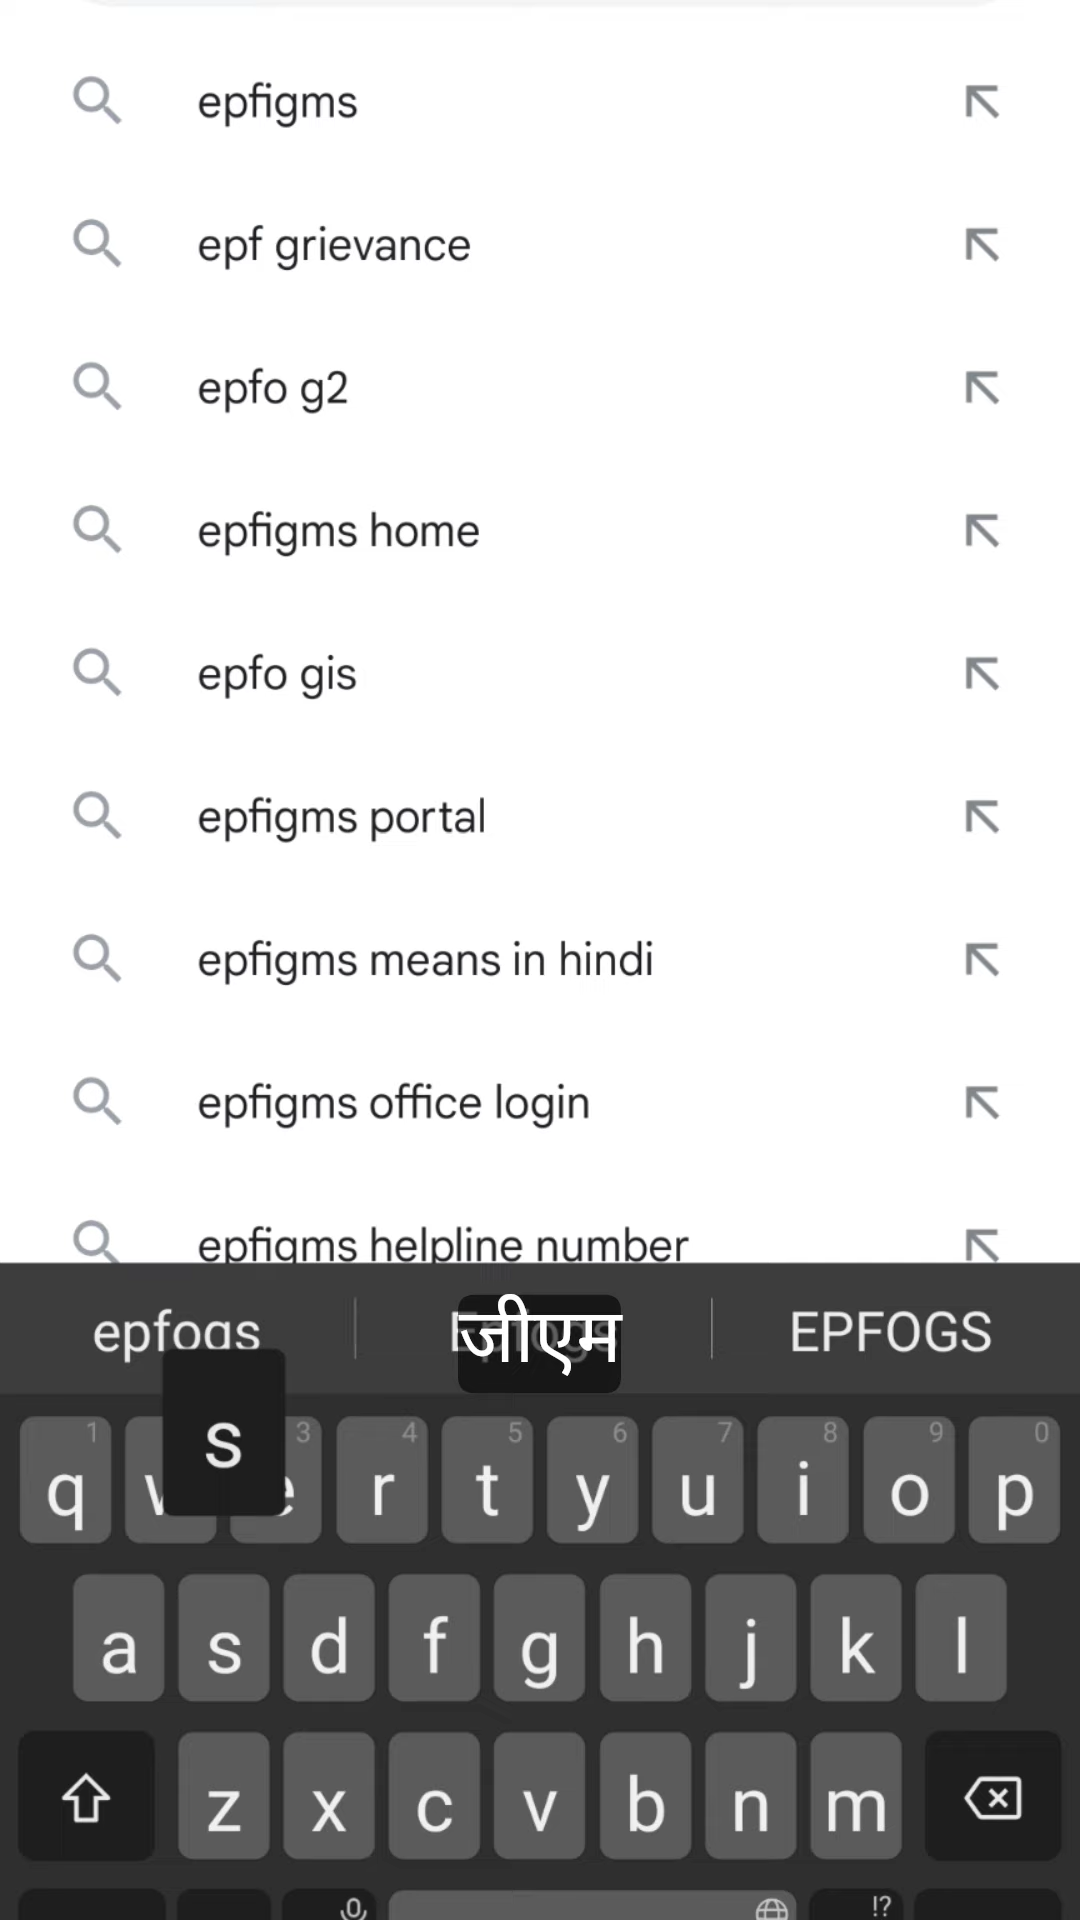 epfigms
epf grievance
epfo g2
epfigms home
epfo gis
epfigms portal
epfigms means in hindi
epfigms office login
epfigms helpline number
epfogs
जीएम
EPFOGS
s
1 3 4 5 6 7 8 9 0
q e r t y u i o p
a s d f g h j k l
z x c v b n m
!?